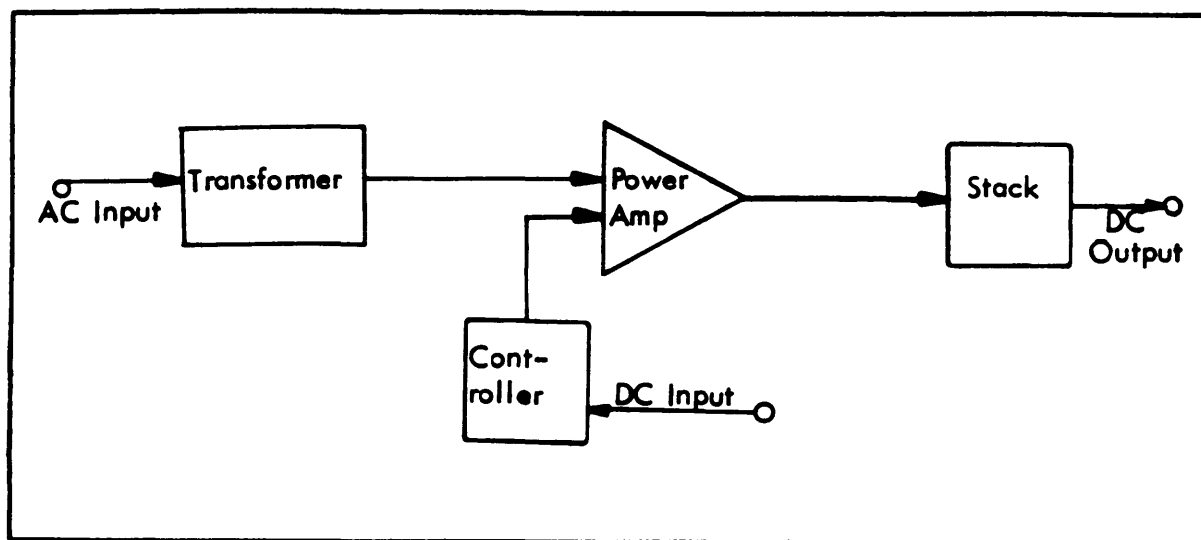 AC Input
Transformer
Power
Amp
Stack
DC
Output
Cont-
roller
DC Input